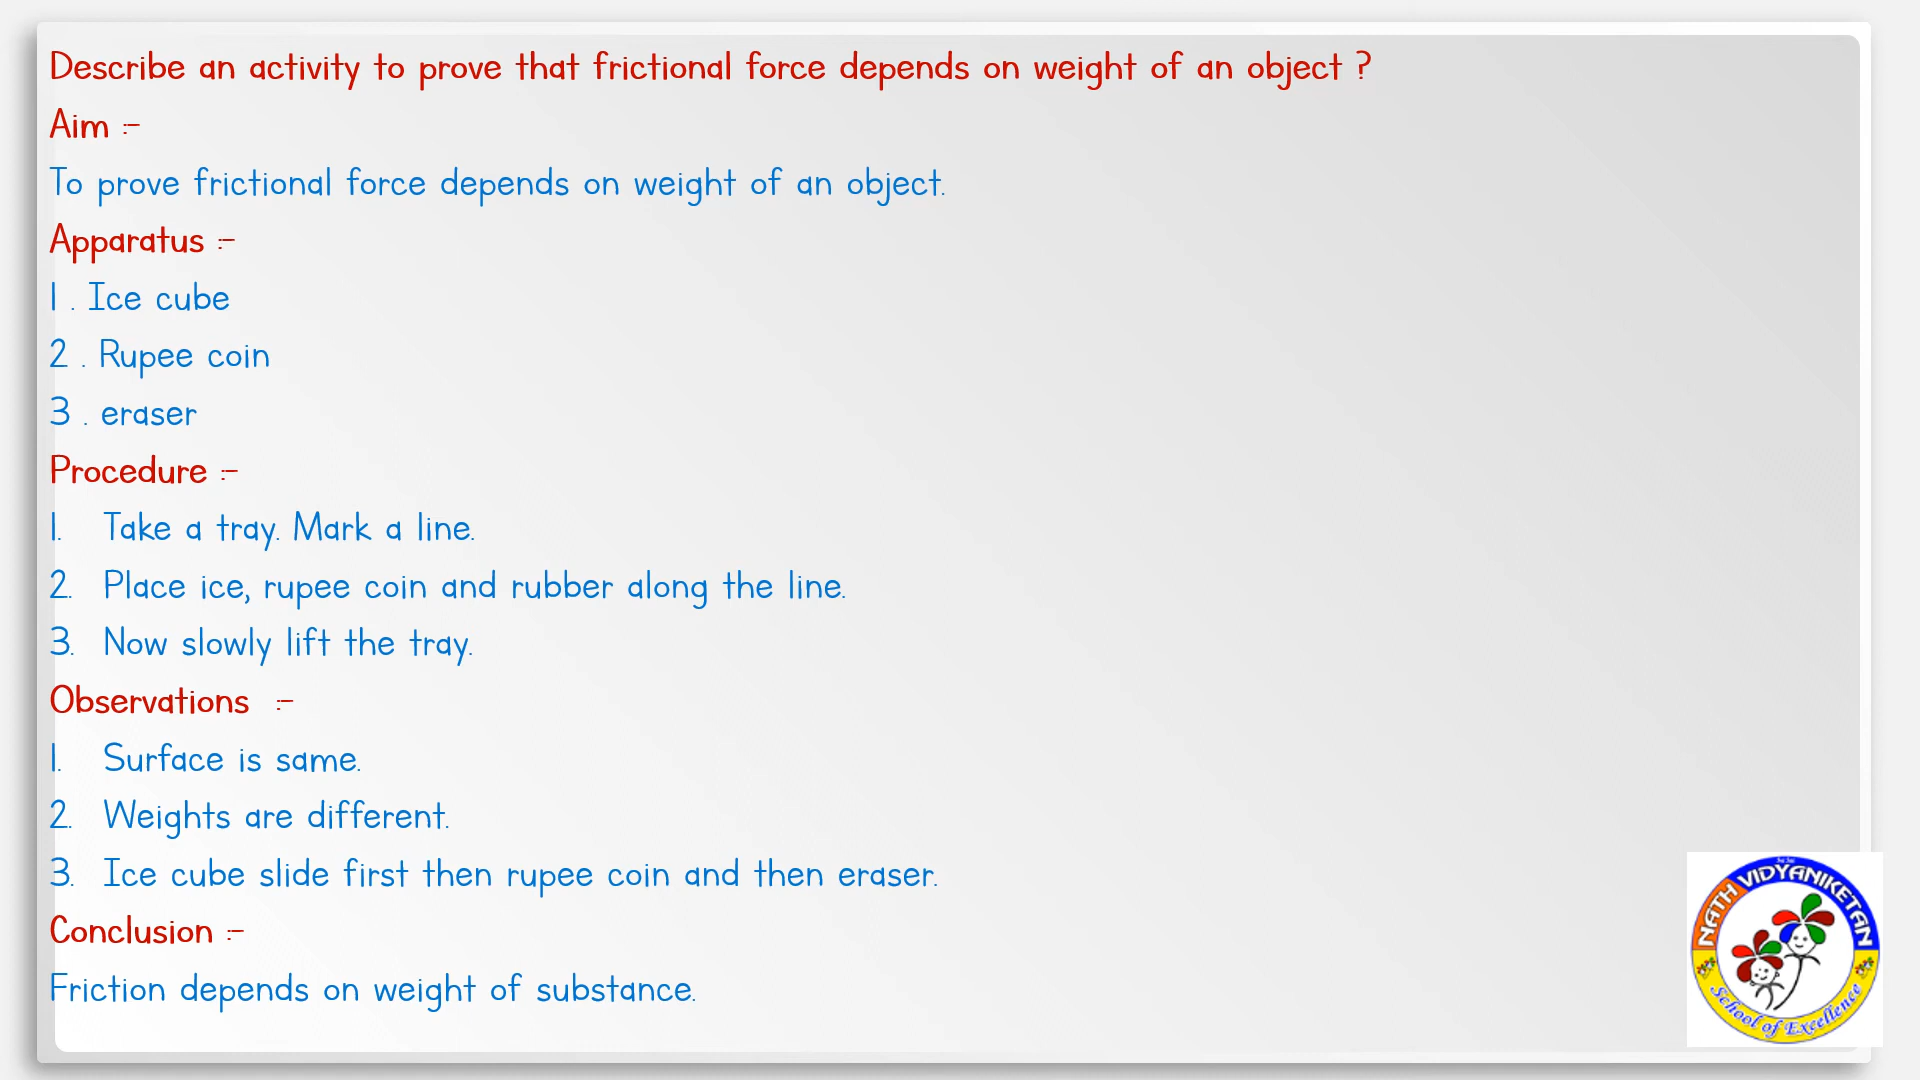 Describe an activity to prove that frictional force depends on weight of an object ?
Aim :-
To prove frictional force depends on weight of an object.
Apparatus :-
1 . Ice cube
2 . Rupee coin
3 . eraser
Procedure :-
1. Take a tray. Mark a line.
2. Place ice, rupee coin and rubber along the line.
3. Now slowly lift the tray.
Observations :-
1. Surface is same.
2. Weights are different.
3. Ice cube slide first then rupee coin and then eraser.
Conclusion :-
Friction depends on weight of substance.
NATH VIDYANIKETAN
School of Excellence